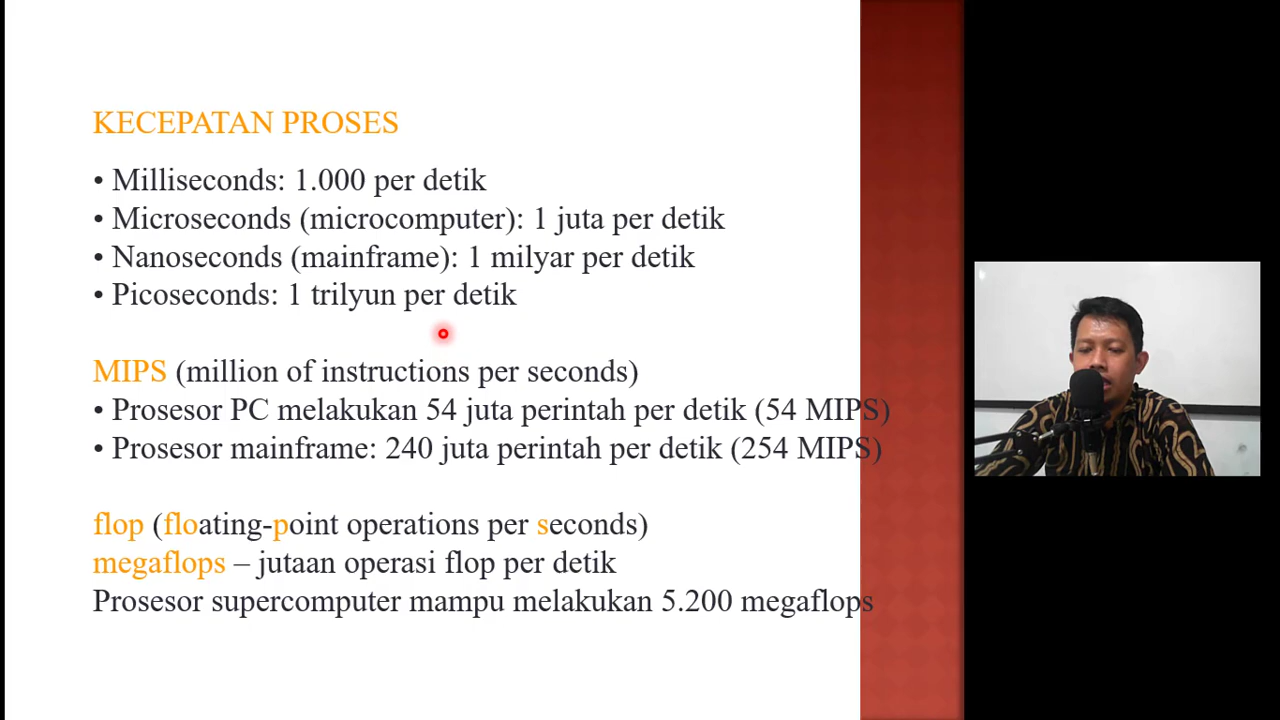 KECEPATAN PROSES
• Milliseconds: 1.000 per detik
• Microseconds (microcomputer): 1 juta per detik
• Nanoseconds (mainframe): 1 milyar per detik
• Picoseconds: 1 trilyun per detik
MIPS (million of instructions per seconds)
• Prosesor PC melakukan 54 juta perintah per detik (54 MIPS)
• Prosesor mainframe: 240 juta perintah per detik (254 MIPS)
flop (floating-point operations per seconds)
megaflops – jutaan operasi flop per detik
Prosesor supercomputer mampu melakukan 5.200 megaflops